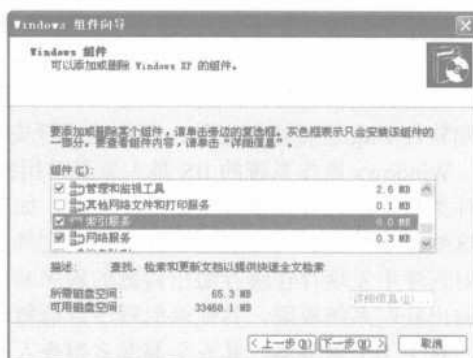 Windows 组件向导
Windows 组件
可以添加或删除 Windows XP 的组件。
要添加或删除某个组件，请单击旁边的复选框。灰色框表示只会安装该组件的
一部分。要查看组件内容，请单击“详细信息”。
组件(C):
管理和监视工具 2.0 MB
其他网络文件和打印服务 0.1 MB
索引服务 0.0 MB
网络服务 0.3 MB
描述: 查找、检索和更新文档以提供快速全文检索
所需磁盘空间: 65.3 MB
可用磁盘空间: 33460.1 MB
详细信息(D)...
< 上一步(B)
下一步(N) >
取消